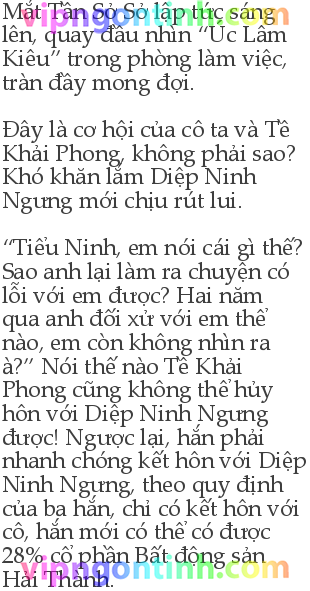 Mắt Tần Sở Sở lập tức sáng
lên, quay đầu nhìn “Úc Lâm
Kiêu” trong phòng làm việc,
tràn đầy mong đợi.
Đây là cơ hội của cô ta và Tề
Khải Phong, không phải sao?
Khó khăn lắm Diệp Ninh
Ngưng mới chịu rút lui.
“Tiểu Ninh, em nói cái gì thế?
Sao anh lại làm ra chuyện có
lỗi với em được? Hai năm
qua anh đối xử với em thể
nào, em còn không nhìn ra
à?” Nói thế nào Tề Khải
Phong cũng không thể hủy
hôn với Diệp Ninh Ngưng
được! Ngược lại, hắn phải
nhanh chóng kết hôn với Diệp
Ninh Ngưng, theo quy định
của ba hắn, chỉ có kết hôn với
cô, hắn mới có thể có được
28% cổ phần Bất động sản
Hải Thành.
vipngontinh.com
vipngontinh.com